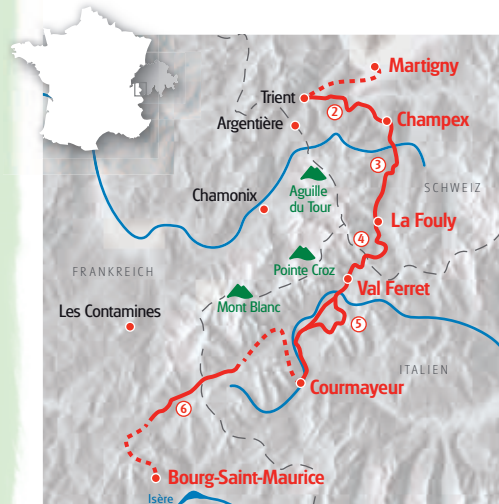 Martigny
Trient
②
Champex
Argentière
③
Aguille
du Tour
SCHWEIZ
Chamonix
La Fouly
④
Pointe Croz
FRANKREICH
Val Ferret
Mont Blanc
Les Contamines
⑤
ITALIEN
Courmayeur
⑥
Bourg-Saint-Maurice
Isère